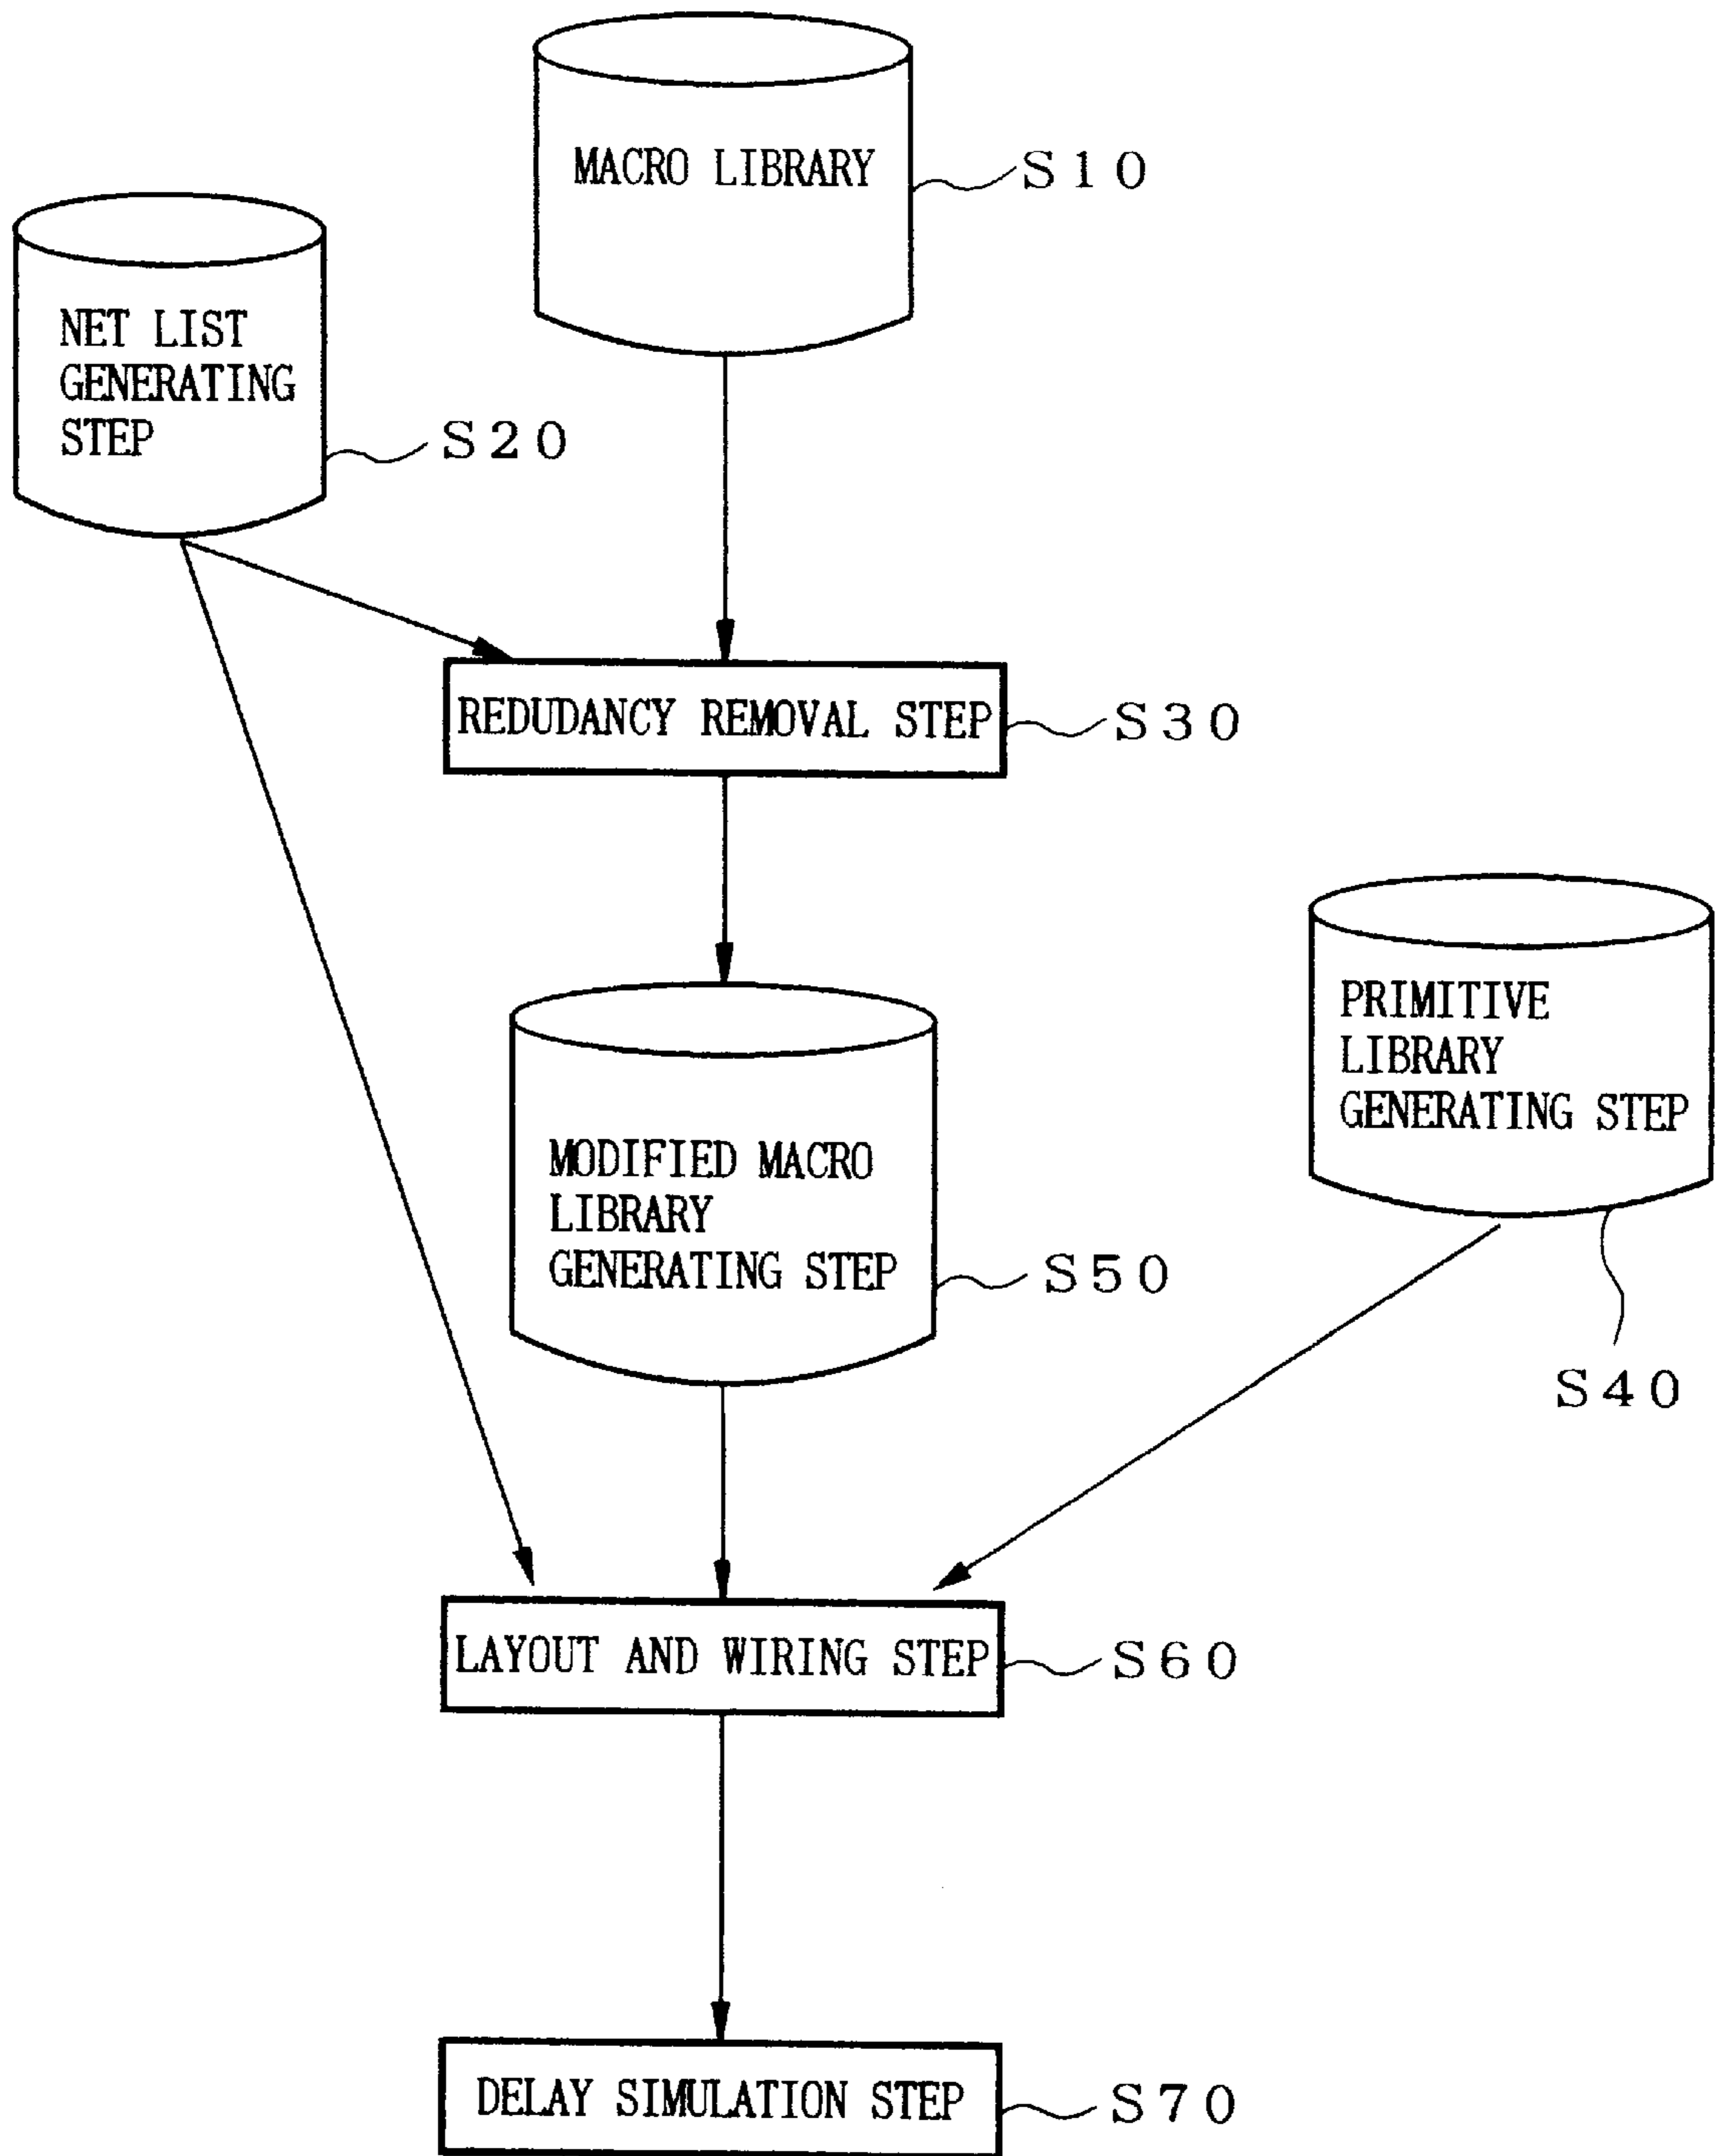 MACRO LIBRARY
S10
NET LIST
GENERATING
STEP
S20
REDUDANCY REMOVAL STEP
S30
PRIMITIVE
LIBRARY
GENERATING STEP
S40
MODIFIED MACRO
LIBRARY
GENERATING STEP
S50
LAYOUT AND WIRING STEP
S60
DELAY SIMULATION STEP
S70